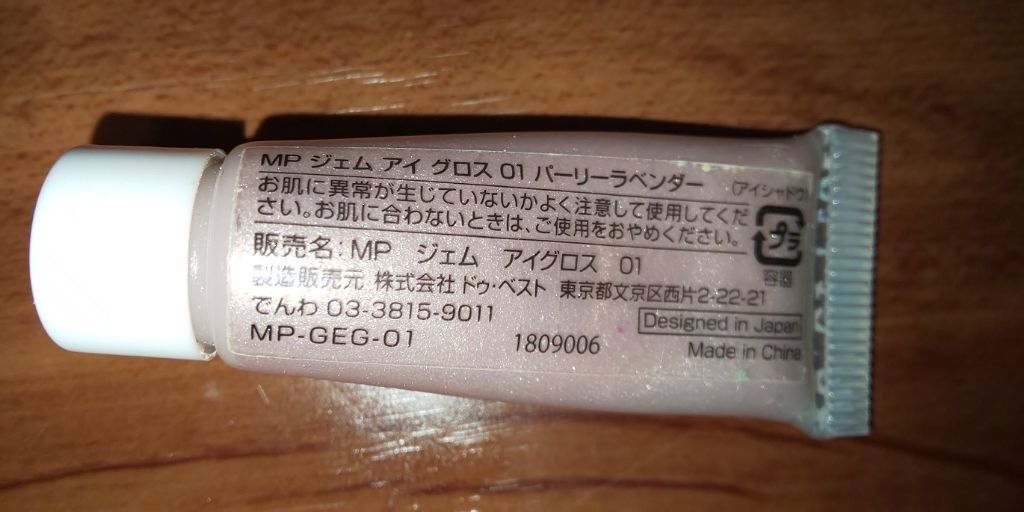 MP ジェム アイ グロス 01 パーリーラベンダー （アイシャドウ）
お肌に異常が生じていないかよく注意して使用してくだ
さい。お肌に合わないときは、ご使用をおやめください。
プラ
容器
販売名：MP ジェム アイグロス 01
製造販売元 株式会社 ドゥ・ベスト 東京都文京区西片2-22-21
でんわ 03-3815-9011
Designed in Japan
MP-GEG-01
1809006
Made in China